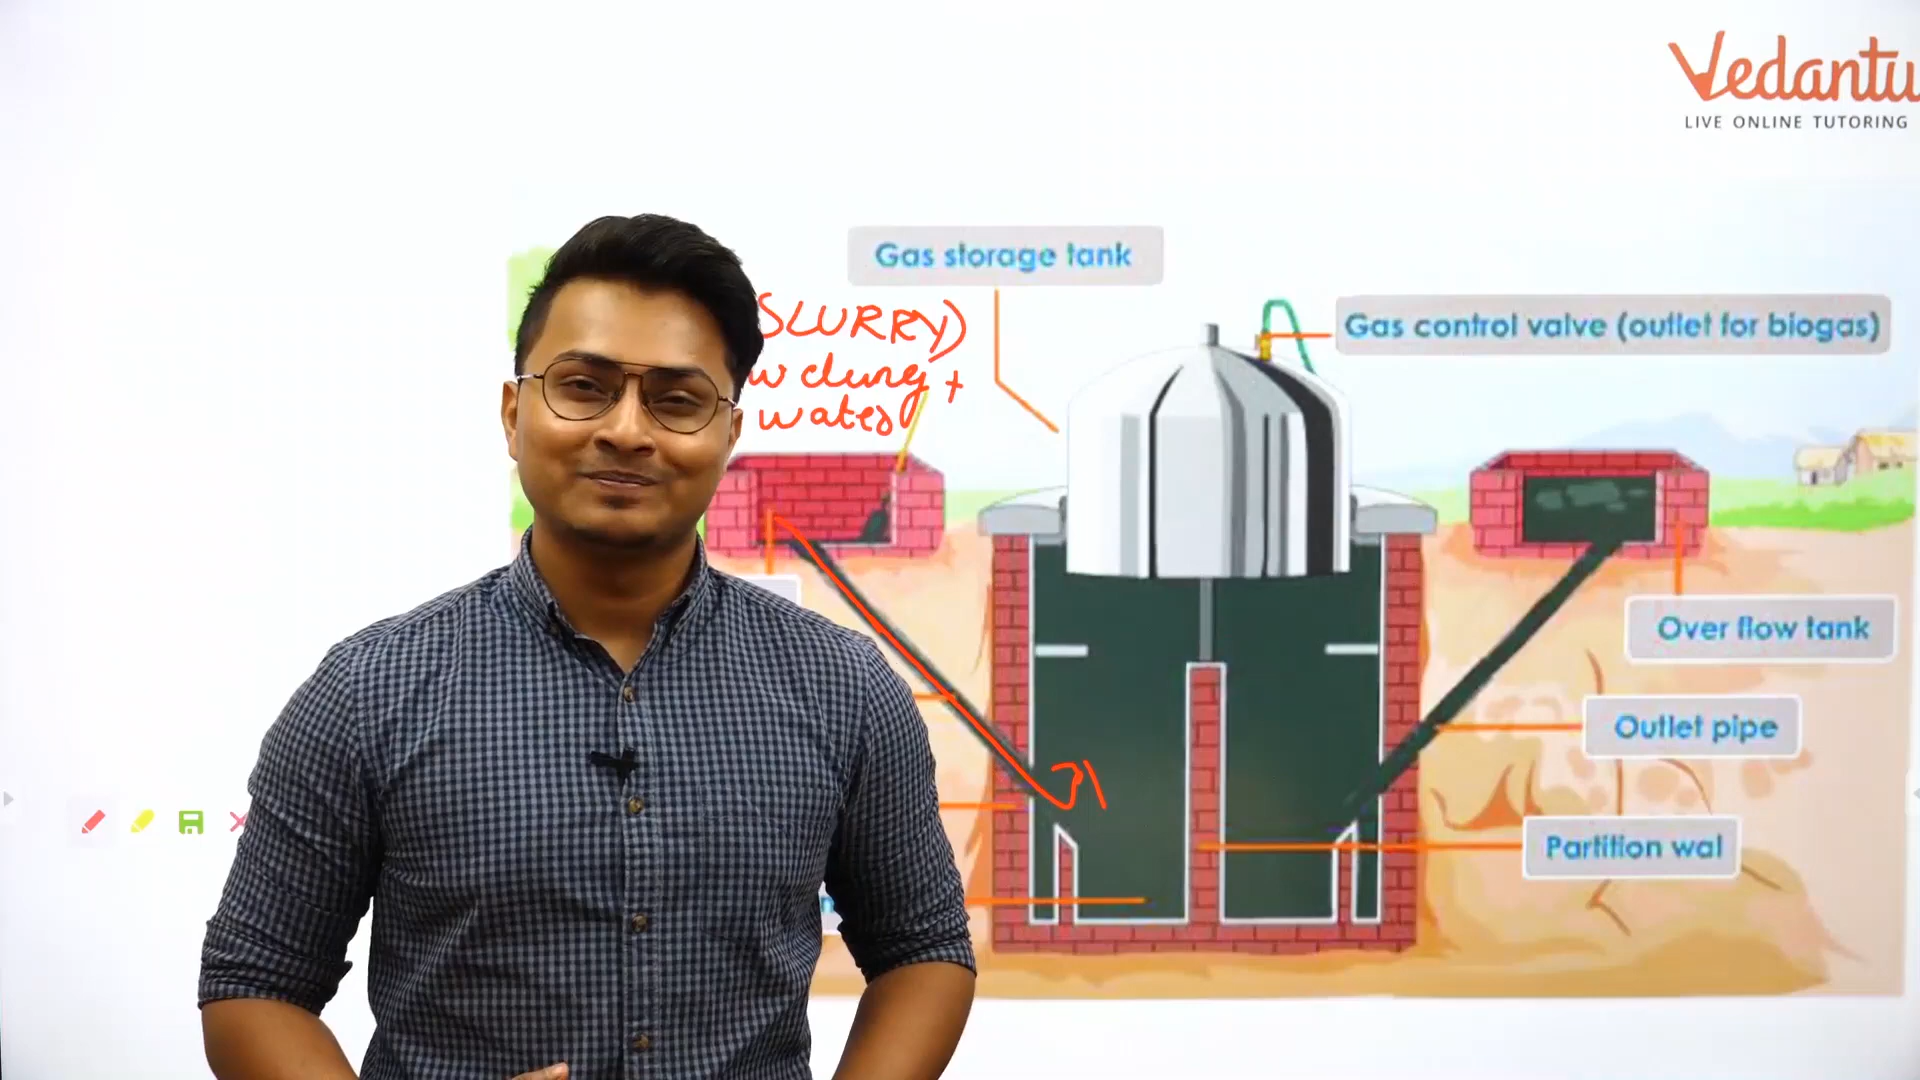 Vedantu
LIVE ONLINE TUTORING
Gas storage tank
Gas control valve (outlet for biogas)
SLURRY)
dung +
water
Over flow tank
Outlet pipe
Partition wal